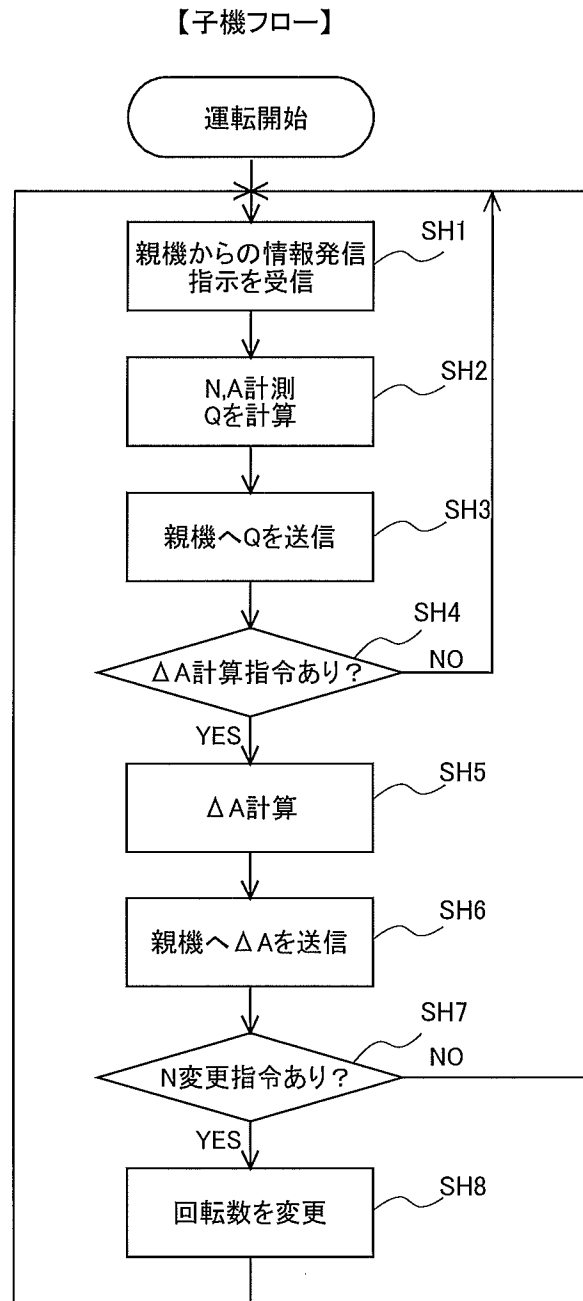 【子機フロー】
運転開始
親機からの情報発信
指示を受信
SH1
N,A計測
Qを計算
SH2
親機へQを送信
SH3
ΔA計算指令あり？
SH4
NO
YES
ΔA計算
SH5
親機へΔAを送信
SH6
N変更指令あり？
SH7
NO
YES
回転数を変更
SH8